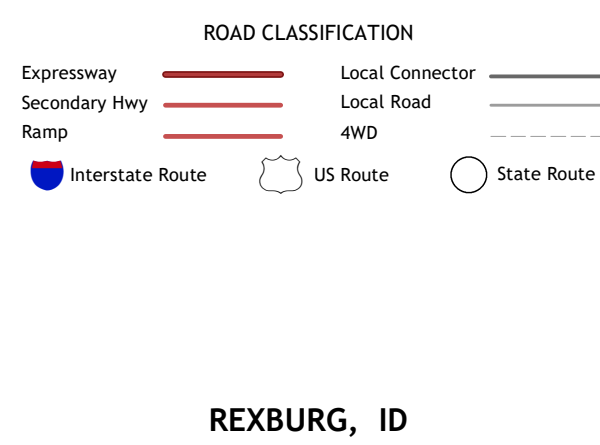 ROAD CLASSIFICATION
Expressway Local Connector
Secondary Hwy Local Road
Ramp 4WD
Interstate Route US Route State Route
REXBURG, ID